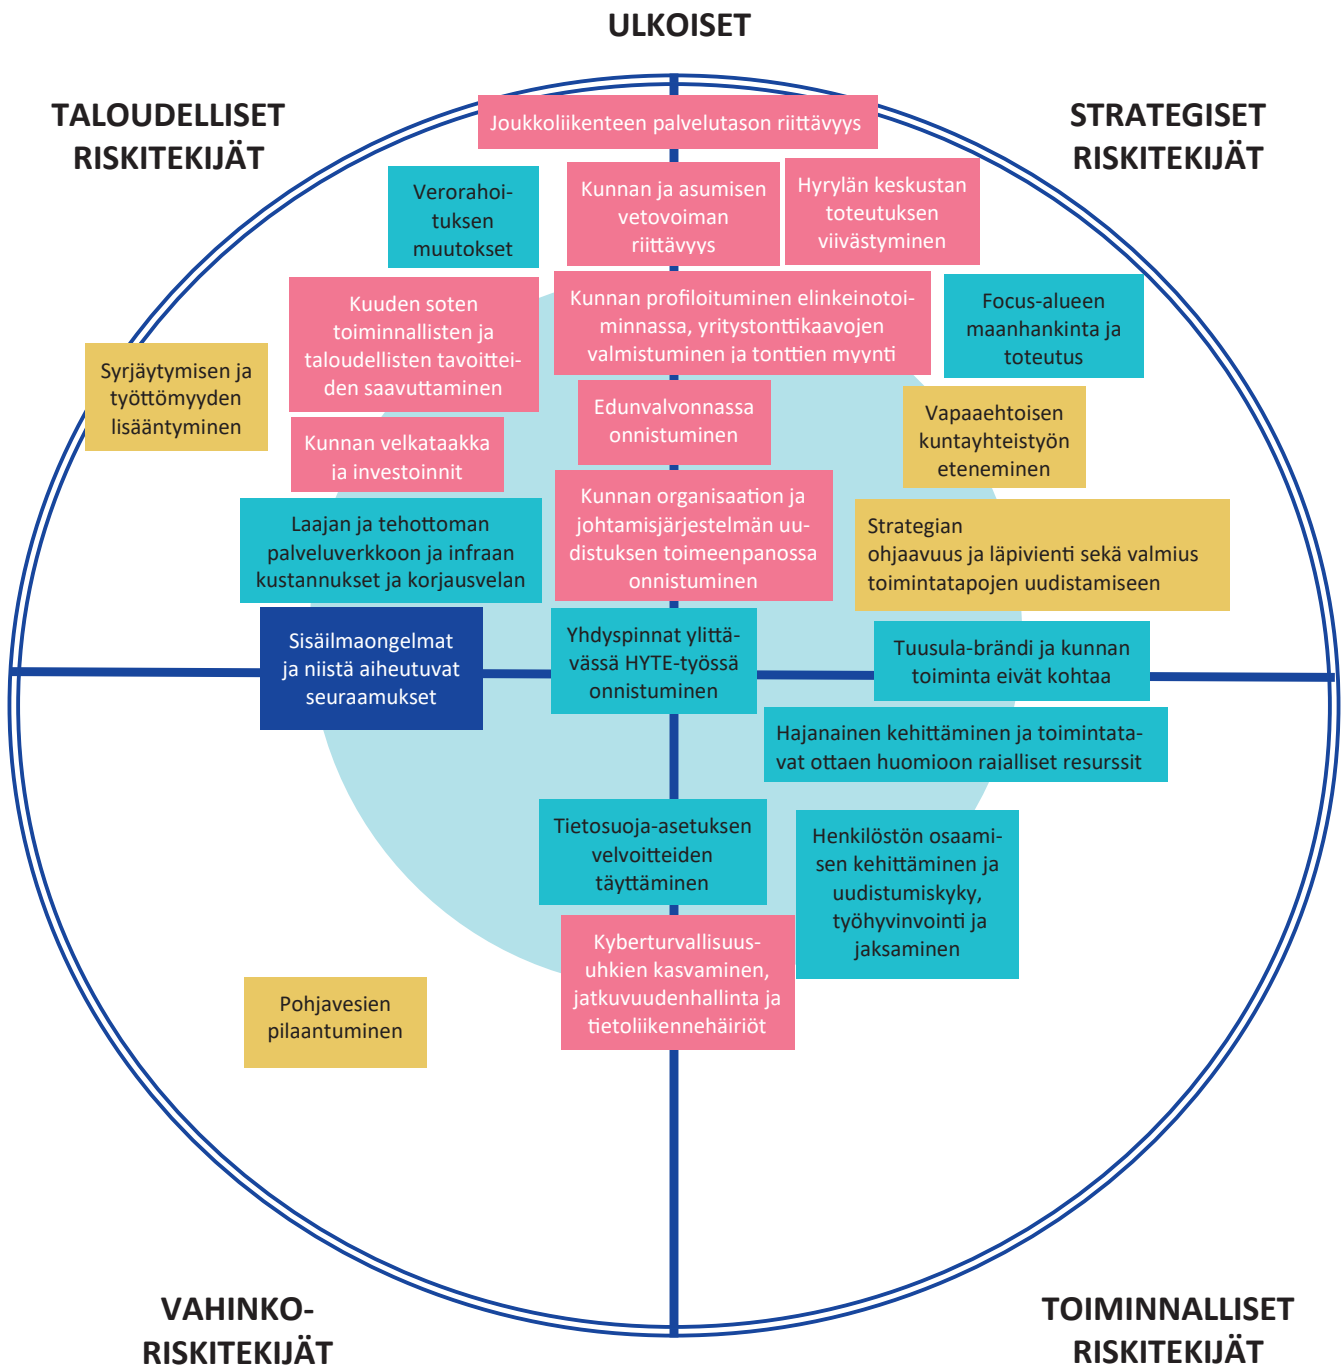 ULKOISET
TALOUDELLISET
RISKITEKIJÄT
STRATEGISET
RISKITEKIJÄT
Joukkoliikenteen palvelutason riittävyys
Verorahoi-
tuksen
muutokset
Kunnan ja asumisen
vetovoiman
riittävyys
Hyrylän keskustan
toteutuksen
viivästyminen
Kuuden soten
toiminnallisten ja
taloudellisten tavoittei-
den saavuttaminen
Kunnan profiloituminen elinkeinotoi-
minnassa, yritystonttikaavojen
valmistuminen ja tonttien myynti
Focus-alueen
maanhankinta ja
toteutus
Syrjäytymisen ja
työttömyyden
lisääntyminen
Edunvalvonnassa
onnistuminen
Vapaaehtoisen
kuntayhteistyön
eteneminen
Kunnan velkataakka
ja investoinnit
Kunnan organisaation ja
johtamisjärjestelmän uu-
distuksen toimeenpanossa
onnistuminen
Laajan ja tehottoman
palveluverkkoon ja infraan
kustannukset ja korjausvelan
Strategian
ohjaavuus ja läpivienti sekä valmius
toimintatapojen uudistamiseen
Sisäilmaongelmat
ja niistä aiheutuvat
seuraamukset
Yhdyspinnat ylittä-
vässä HYTE-työssä
onnistuminen
Tuusula-brändi ja kunnan
toiminta eivät kohtaa
Hajanainen kehittäminen ja toimintata-
vat ottaen huomioon rajalliset resurssit
Tietosuoja-asetuksen
velvoitteiden
täyttäminen
Henkilöstön osaami-
sen kehittäminen ja
uudistumiskyky,
työhyvinvointi ja
jaksaminen
Kyberturvallisuus-
uhkien kasvaminen,
jatkuvuudenhallinta ja
tietoliikennehäiriöt
Pohjavesien
pilaantuminen
VAHINKO-
RISKITEKIJÄT
TOIMINNALLISET
RISKITEKIJÄT